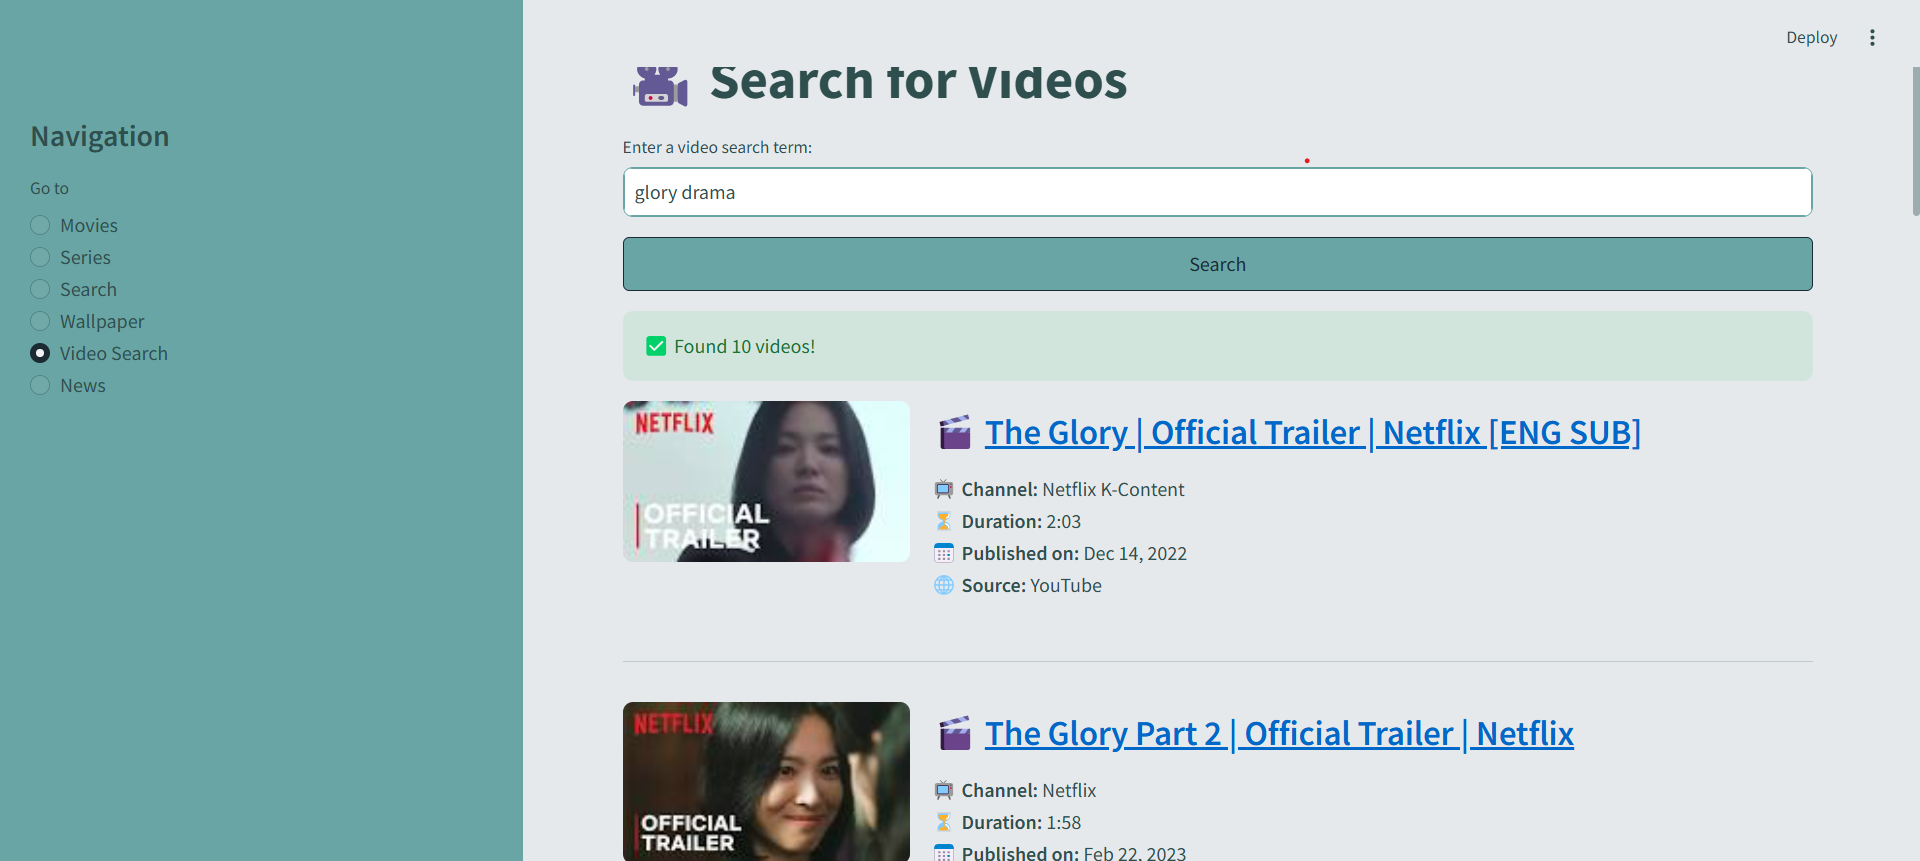 Deploy
Navigation
Go to
Movies
Series
Search
Wallpaper
Video Search
News
Search for Videos
Enter a video search term:
glory drama
Search
Found 10 videos!
NETFLIX
OFFICIAL
TRAILER
The Glory | Official Trailer | Netflix [ENG SUB]
Channel: Netflix K-Content
Duration: 2:03
Published on: Dec 14, 2022
Source: YouTube
NETFLIX
OFFICIAL
TRAILER
The Glory Part 2 | Official Trailer | Netflix
Channel: Netflix
Duration: 1:58
Published on: Feb 22, 2023